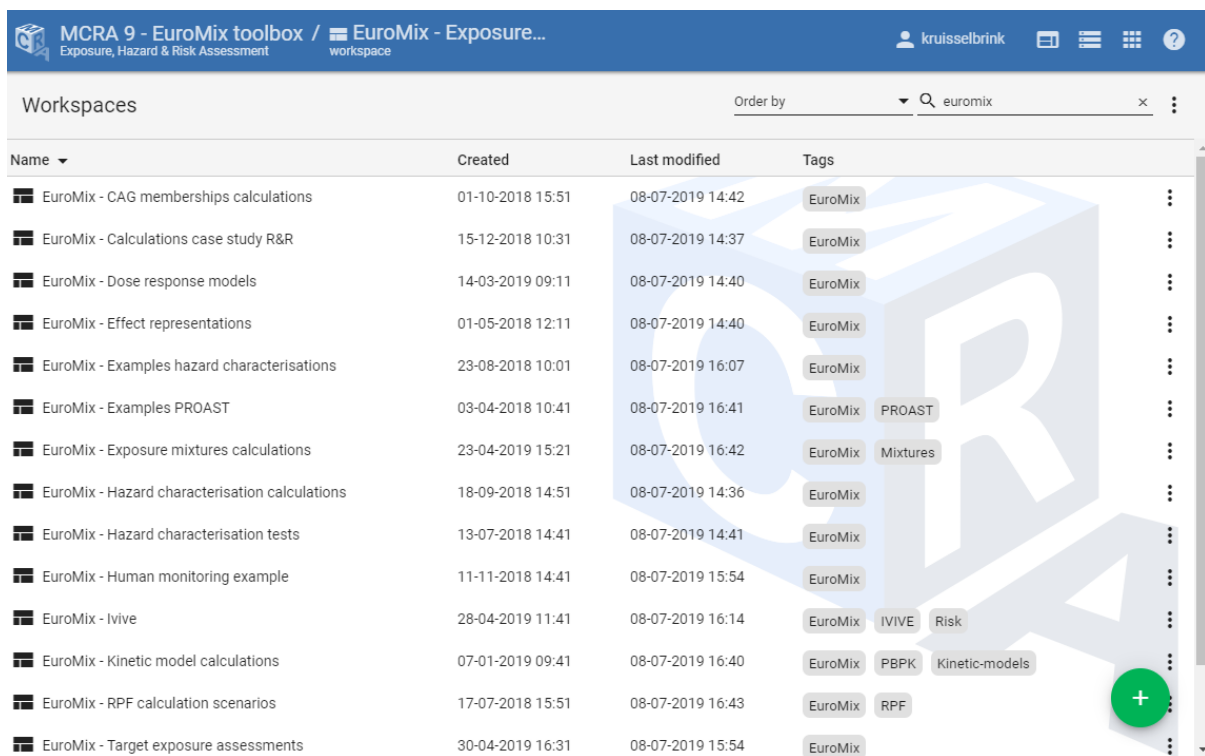 MCRA 9 - EuroMix toolbox / EuroMix - Exposure...
Exposure, Hazard & Risk Assessment workspace
kruisselbrink
Workspaces
Order by euromix
Name Created Last modified Tags
EuroMix - CAG memberships calculations 01-10-2018 15:51 08-07-2019 14:42 EuroMix
EuroMix - Calculations case study R&R 15-12-2018 10:31 08-07-2019 14:37 EuroMix
EuroMix - Dose response models 14-03-2019 09:11 08-07-2019 14:40 EuroMix
EuroMix - Effect representations 01-05-2018 12:11 08-07-2019 14:40 EuroMix
EuroMix - Examples hazard characterisations 23-08-2018 10:01 08-07-2019 16:07 EuroMix
EuroMix - Examples PROAST 03-04-2018 10:41 08-07-2019 16:41 EuroMix PROAST
EuroMix - Exposure mixtures calculations 23-04-2019 15:21 08-07-2019 16:42 EuroMix Mixtures
EuroMix - Hazard characterisation calculations 18-09-2018 14:51 08-07-2019 14:36 EuroMix
EuroMix - Hazard characterisation tests 13-07-2018 14:41 08-07-2019 14:41 EuroMix
EuroMix - Human monitoring example 11-11-2018 14:41 08-07-2019 15:54 EuroMix
EuroMix - Ivive 28-04-2019 11:41 08-07-2019 16:14 EuroMix IVIVE Risk
EuroMix - Kinetic model calculations 07-01-2019 09:41 08-07-2019 16:40 EuroMix PBPK Kinetic-models
EuroMix - RPF calculation scenarios 17-07-2018 15:51 08-07-2019 16:43 EuroMix RPF
EuroMix - Target exposure assessments 30-04-2019 16:31 08-07-2019 15:54 EuroMix
MCRA